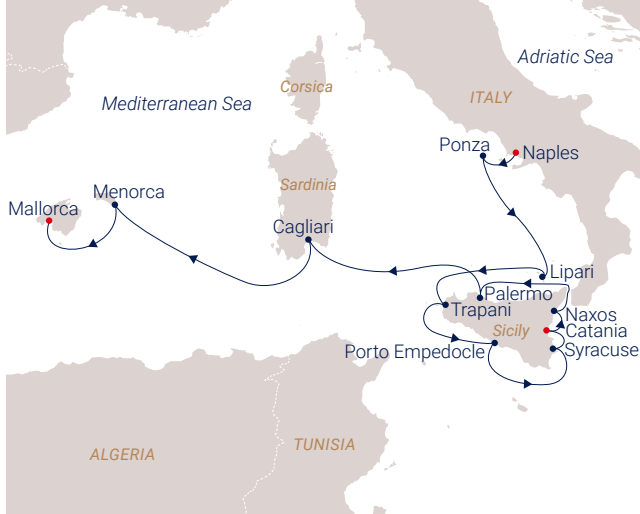 Adriatic Sea
Corsica
ITALY
Mediterranean Sea
Ponza
Naples
Sardinia
Menorca
Mallorca
Cagliari
Lipari
Palermo
Trapani
Naxos
Sicily
Catania
Porto Empedocle
Syracuse
TUNISIA
ALGERIA